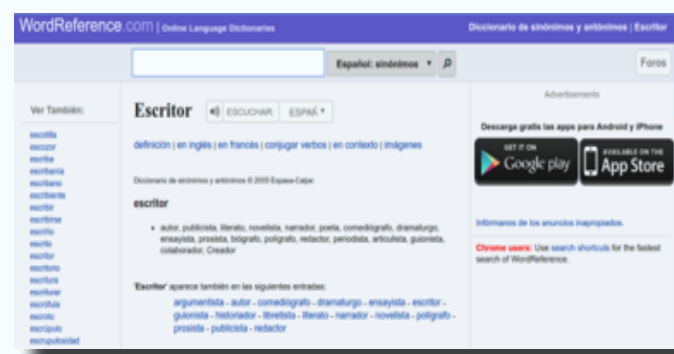 WordReference.com | Online Language Dictionaries
Diccionario de sinónimos y antónimos | Escritor
Español: sinónimos
Foros
Ver También:
escotilla
escozor
escriba
escribanía
escribano
escribiente
escribir
escribirse
escriño
escrito
escritor
escritorio
escritura
escriturar
escrófula
escroto
escrúpulo
escrupulosidad
Escritor
ESCUCHAR:
ESPAÑ
definición | en inglés | en francés | conjugar verbos | en contexto | imágenes
Diccionario de sinónimos y antónimos © 2005 Espasa-Calpe:
escritor
autor, publicista, literato, novelista, narrador, poeta, comediógrafo, dramaturgo,
ensayista, prosista, biógrafo, polígrafo, redactor, periodista, articulista, guionista,
colaborador, Creador
'Escritor' aparece también en las siguientes entradas:
argumentista - autor - comediógrafo - dramaturgo - ensayista - escritor -
guionista - historiador - libretista - literato - narrador - novelista - polígrafo -
prosista - publicista - redactor
Advertisements
Descarga gratis las apps para Android y iPhone
GET IT ON
Google play
AVAILABLE ON THE
App Store
Infórmanos de los anuncios inapropiados.
Chrome users: Use search shortcuts for the fastest
search of WordReference.